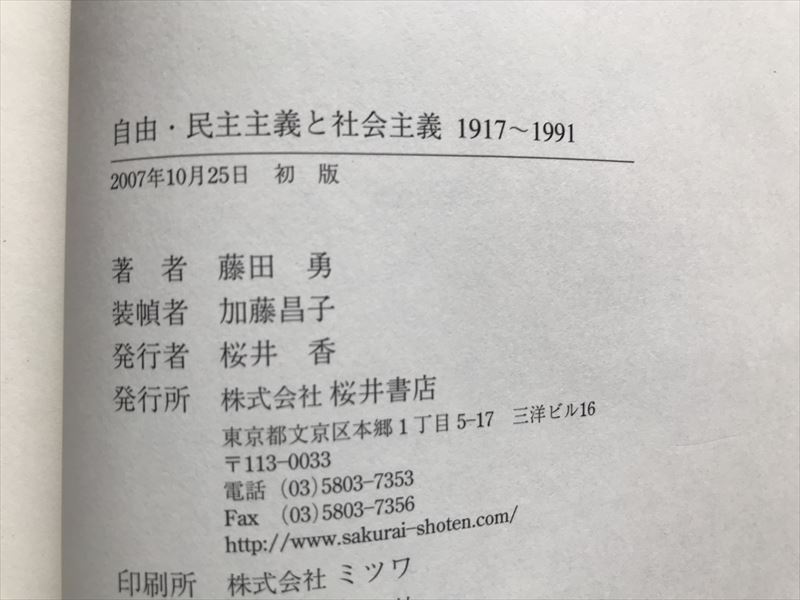 自由・民主主義と社会主義 1917〜1991
2007年10月25日 初 版
著 者 藤田 勇
装幀者 加藤昌子
発行者 桜井 香
発行所 株式会社 桜井書店
東京都文京区本郷1丁目5-17 三洋ビル16
〒113-0033
電話 (03)5803-7353
Fax (03)5803-7356
http://www.sakurai-shoten.com/
印刷所 株式会社 ミツワ